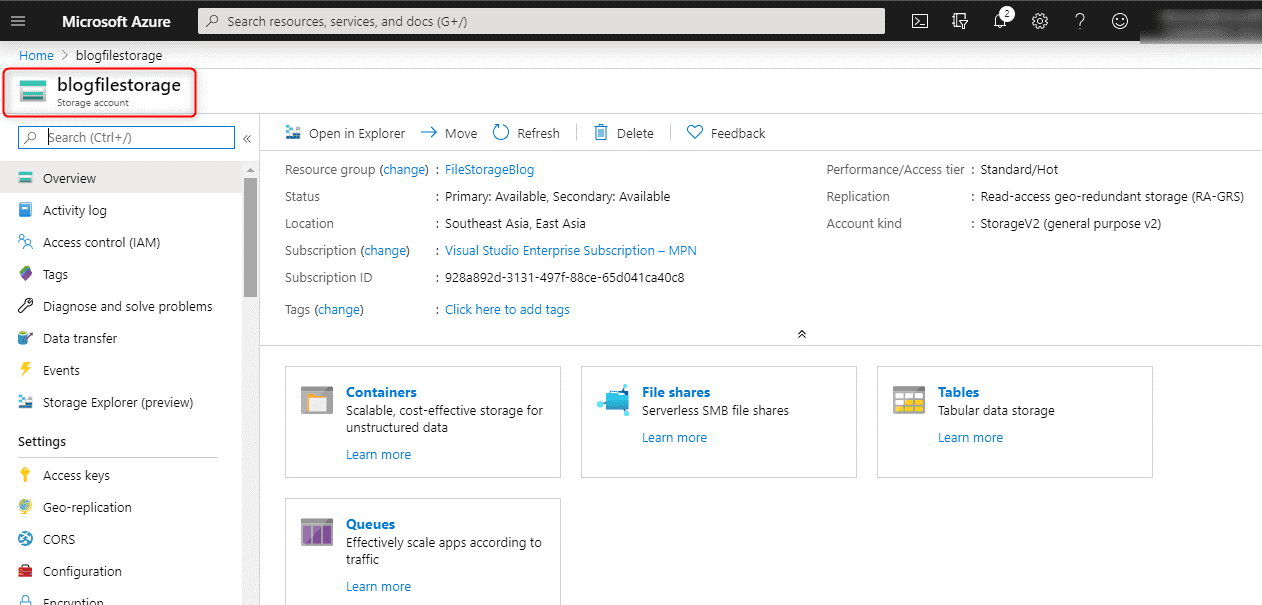 Microsoft Azure
Search resources, services, and docs (G+/)
2
Home > blogfilestorage
blogfilestorage
Storage account
Search (Ctrl+/)
«
Overview
Activity log
Access control (IAM)
Tags
Diagnose and solve problems
Data transfer
Events
Storage Explorer (preview)
Settings
Access keys
Geo-replication
CORS
Configuration
Encryption
Open in Explorer Move Refresh Delete Feedback
Resource group (change) : FileStorageBlog
Status : Primary: Available, Secondary: Available
Location : Southeast Asia, East Asia
Subscription (change) : Visual Studio Enterprise Subscription – MPN
Subscription ID : 928a892d-3131-497f-88ce-65d041ca40c8
Tags (change) : Click here to add tags
Performance/Access tier : Standard/Hot
Replication : Read-access geo-redundant storage (RA-GRS)
Account kind : StorageV2 (general purpose v2)
Containers
Scalable, cost-effective storage for
unstructured data
Learn more
File shares
Serverless SMB file shares
Learn more
Tables
Tabular data storage
Learn more
Queues
Effectively scale apps according to
traffic
Learn more